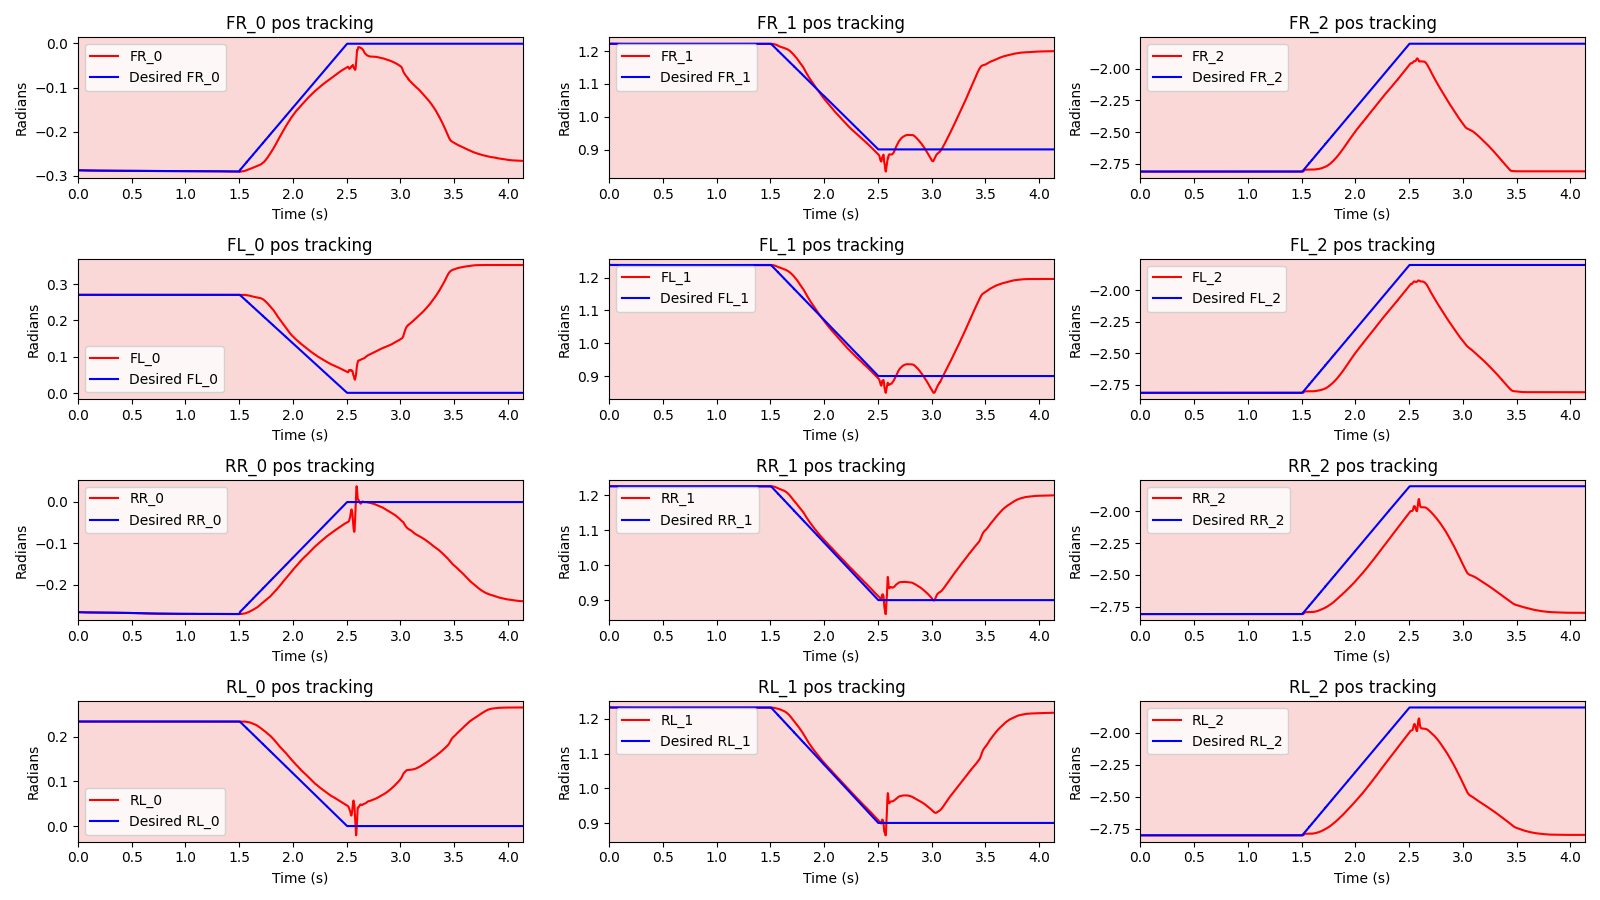 FR_0 pos tracking
FR_1 pos tracking
FR_2 pos tracking
Radians
0.0
−0.1
−0.2
−0.3
FR_0
Desired FR_0
0.0 0.5 1.0 1.5 2.0 2.5 3.0 3.5 4.0
Time (s)
Radians
1.2
1.1
1.0
0.9
FR_1
Desired FR_1
0.0 0.5 1.0 1.5 2.0 2.5 3.0 3.5 4.0
Time (s)
Radians
−2.00
−2.25
−2.50
−2.75
FR_2
Desired FR_2
0.0 0.5 1.0 1.5 2.0 2.5 3.0 3.5 4.0
Time (s)
FL_0 pos tracking
FL_1 pos tracking
FL_2 pos tracking
Radians
0.3
0.2
0.1
0.0
FL_0
Desired FL_0
0.0 0.5 1.0 1.5 2.0 2.5 3.0 3.5 4.0
Time (s)
Radians
1.2
1.1
1.0
0.9
FL_1
Desired FL_1
0.0 0.5 1.0 1.5 2.0 2.5 3.0 3.5 4.0
Time (s)
Radians
−2.00
−2.25
−2.50
−2.75
FL_2
Desired FL_2
0.0 0.5 1.0 1.5 2.0 2.5 3.0 3.5 4.0
Time (s)
RR_0 pos tracking
RR_1 pos tracking
RR_2 pos tracking
Radians
0.0
−0.1
−0.2
RR_0
Desired RR_0
0.0 0.5 1.0 1.5 2.0 2.5 3.0 3.5 4.0
Time (s)
Radians
1.2
1.1
1.0
0.9
RR_1
Desired RR_1
0.0 0.5 1.0 1.5 2.0 2.5 3.0 3.5 4.0
Time (s)
Radians
−2.00
−2.25
−2.50
−2.75
RR_2
Desired RR_2
0.0 0.5 1.0 1.5 2.0 2.5 3.0 3.5 4.0
Time (s)
RL_0 pos tracking
RL_1 pos tracking
RL_2 pos tracking
Radians
0.2
0.1
0.0
RL_0
Desired RL_0
0.0 0.5 1.0 1.5 2.0 2.5 3.0 3.5 4.0
Time (s)
Radians
1.2
1.1
1.0
0.9
RL_1
Desired RL_1
0.0 0.5 1.0 1.5 2.0 2.5 3.0 3.5 4.0
Time (s)
Radians
−2.00
−2.25
−2.50
−2.75
RL_2
Desired RL_2
0.0 0.5 1.0 1.5 2.0 2.5 3.0 3.5 4.0
Time (s)